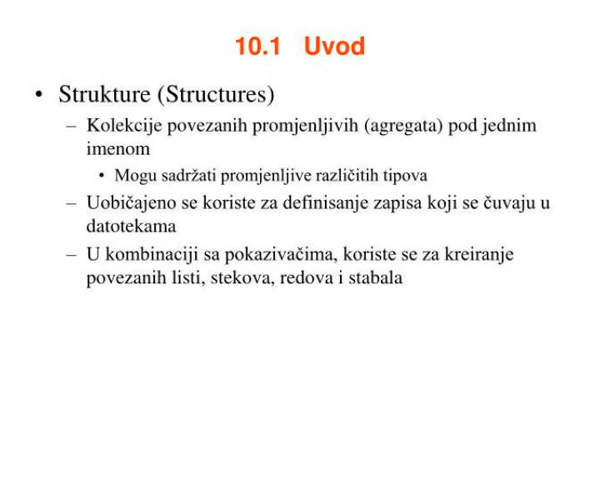 10.1 Uvod
• Strukture (Structures)
– Kolekcije povezanih promjenljivih (agregata) pod jednim
imenom
• Mogu sadržati promjenljive različitih tipova
– Uobičajeno se koriste za definisanje zapisa koji se čuvaju u
datotekama
– U kombinaciji sa pokazivačima, koriste se za kreiranje
povezanih listi, stekova, redova i stabala